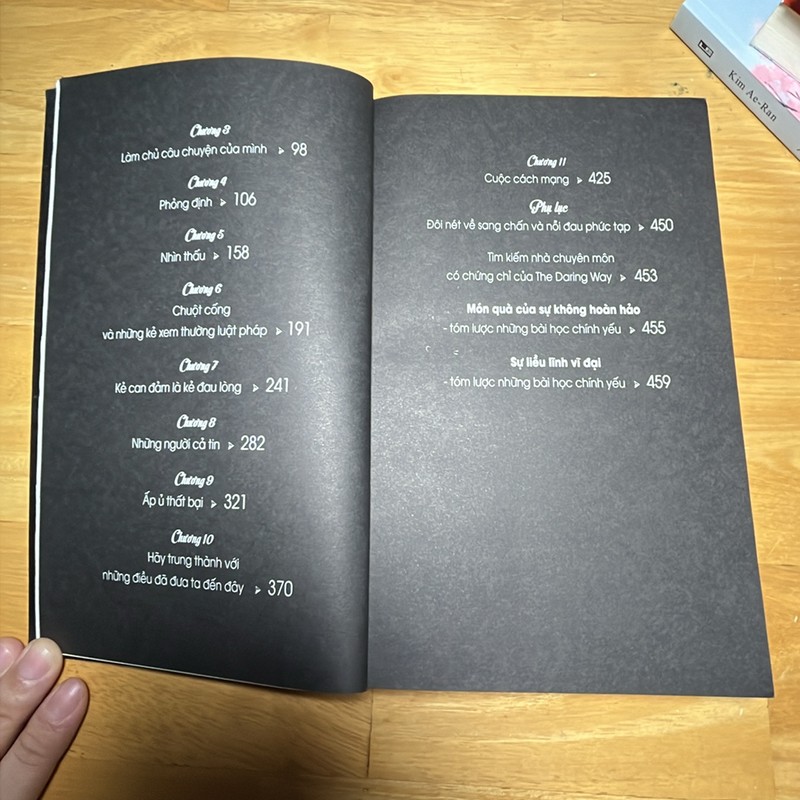 Chương 3
Làm chủ câu chuyện của mình 98
Chương 4
Phỏng định 106
Chương 5
Nhìn thấu 158
Chương 6
Chuột cống
và những kẻ xem thường luật pháp 191
Chương 7
Kẻ can đảm là kẻ đau lòng 241
Chương 8
Những người cả tin 282
Chương 9
Ấp ủ thất bại 321
Chương 10
Hãy trung thành với
những điều đã đưa ta đến đây 370
Chương 11
Cuộc cách mạng 425
Phụ lục
Đôi nét về sang chấn và nỗi đau phức tạp 450
Tìm kiếm nhà chuyên môn
có chứng chỉ của The Daring Way 453
Món quà của sự không hoàn hảo
- tóm lược những bài học chính yếu 455
Sự liều lĩnh vĩ đại
- tóm lược những bài học chính yếu 459
Kim Ae-Ran